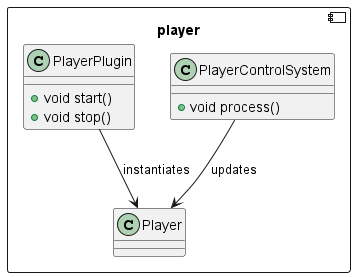 player
C PlayerPlugin
void start()
void stop()
C PlayerControlSystem
void process()
instantiates
updates
C Player